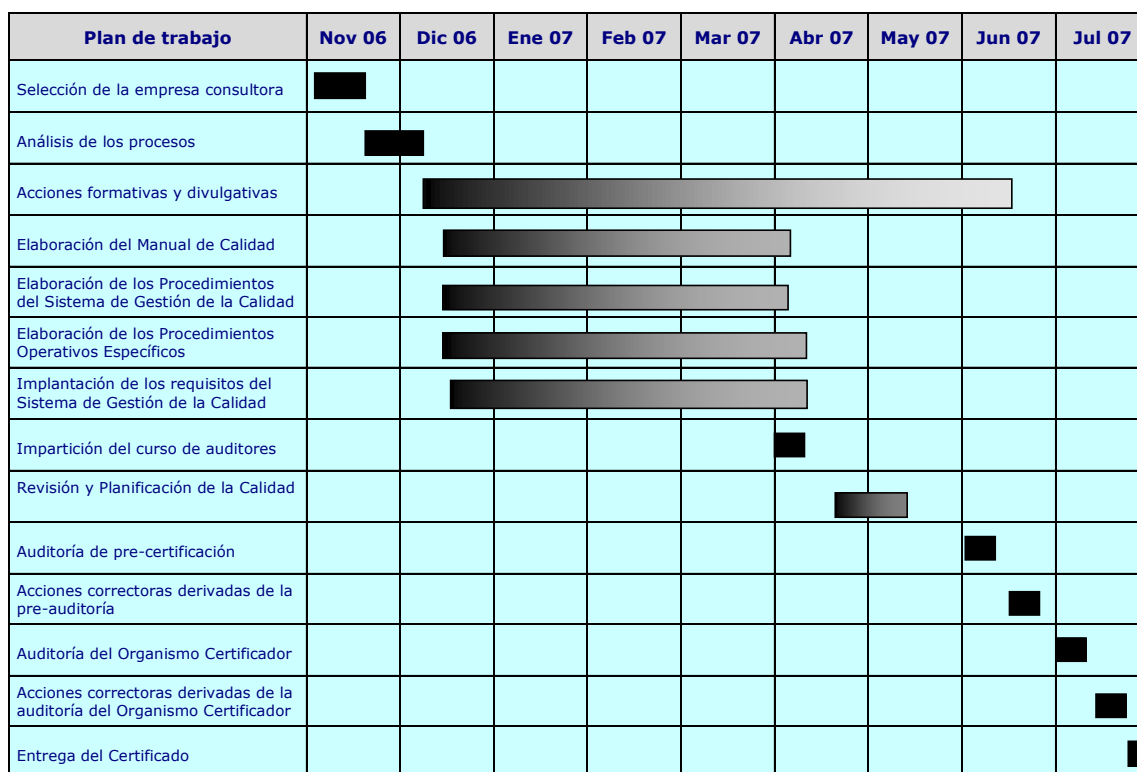 Plan de trabajo Nov 06 Dic 06 Ene 07 Feb 07 Mar 07 Abr 07 May 07 Jun 07 Jul 07
Selección de la empresa consultora
Análisis de los procesos
Acciones formativas y divulgativas
Elaboración del Manual de Calidad
Elaboración de los Procedimientos
del Sistema de Gestión de la Calidad
Elaboración de los Procedimientos
Operativos Específicos
Implantación de los requisitos del
Sistema de Gestión de la Calidad
Impartición del curso de auditores
Revisión y Planificación de la Calidad
Auditoría de pre-certificación
Acciones correctoras derivadas de la
pre-auditoría
Auditoría del Organismo Certificador
Acciones correctoras derivadas de la
auditoría del Organismo Certificador
Entrega del Certificado